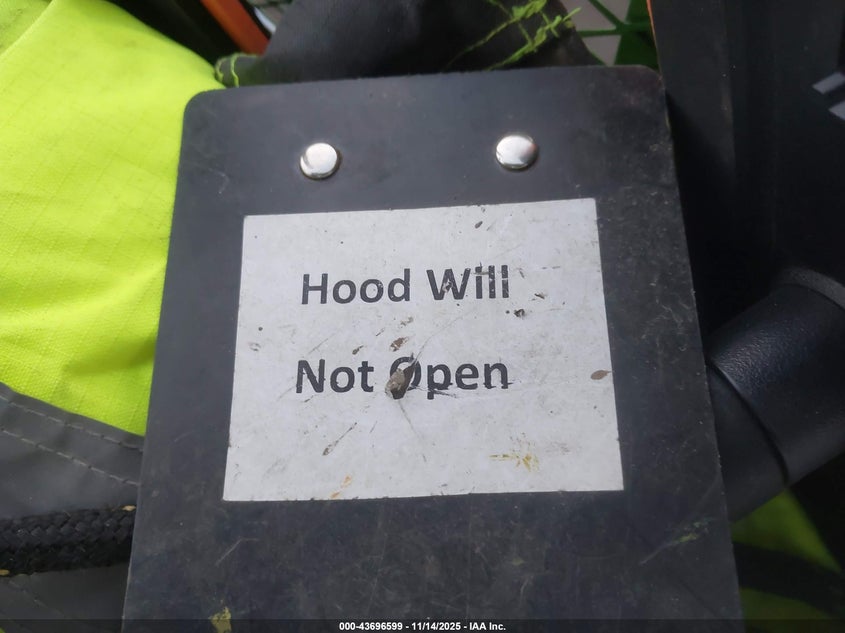 Hood Will
Not Open
000-43696599 — 11/14/2025 — IAA Inc.